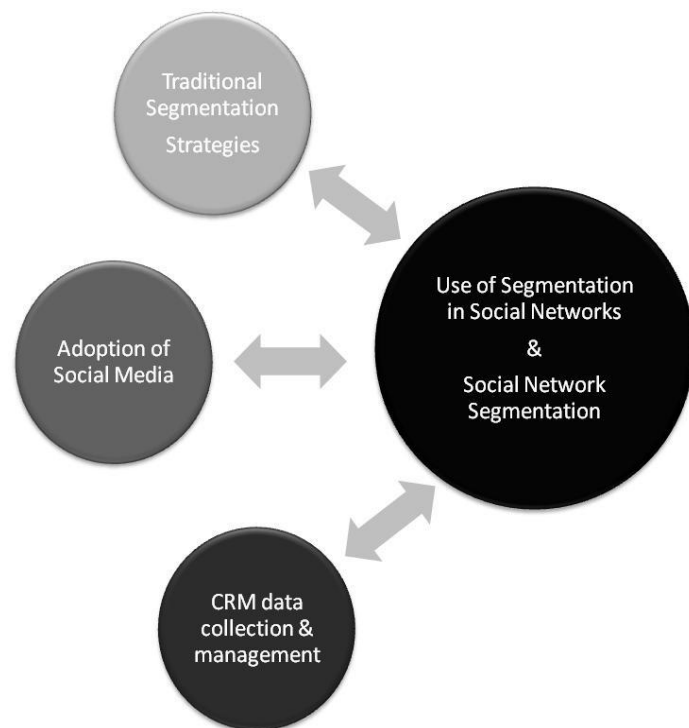 Traditional
Segmentation
Strategies
Use of Segmentation
in Social Networks
&
Social Network
Segmentation
Adoption of
Social Media
CRM data
collection &
management